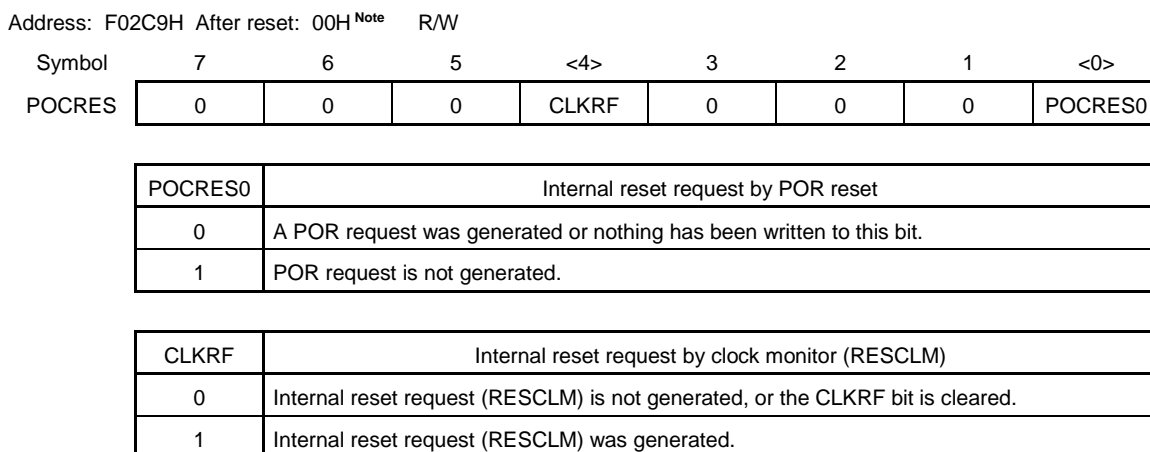 Address: F02C9H After reset: 00H Note R/W
Symbol 7 6 5 <4> 3 2 1 <0>
POCRES 0 0 0 CLKRF 0 0 0 POCRES0
POCRES0 Internal reset request by POR reset
0 A POR request was generated or nothing has been written to this bit.
1 POR request is not generated.
CLKRF Internal reset request by clock monitor (RESCLM)
0 Internal reset request (RESCLM) is not generated, or the CLKRF bit is cleared.
1 Internal reset request (RESCLM) was generated.